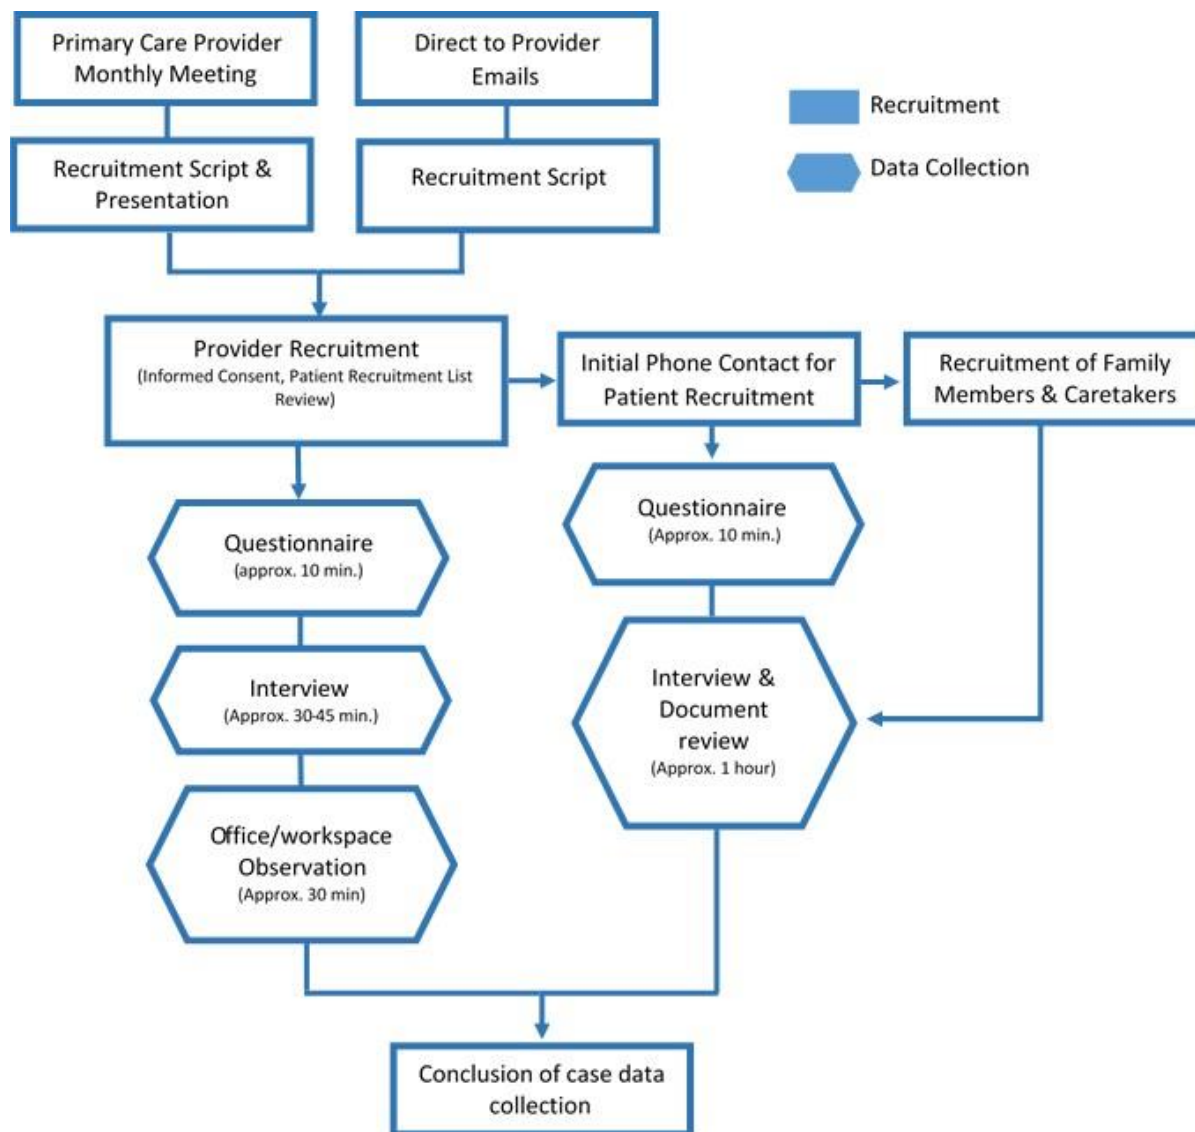 Primary Care Provider
Monthly Meeting
Direct to Provider
Emails
Recruitment
Data Collection
Recruitment Script &
Presentation
Recruitment Script
Provider Recruitment
(Informed Consent, Patient Recruitment List
Review)
Initial Phone Contact for
Patient Recruitment
Recruitment of Family
Members & Caretakers
Questionnaire
(approx. 10 min.)
Questionnaire
(Approx. 10 min.)
Interview
(Approx. 30-45 min.)
Interview &
Document
review
(Approx. 1 hour)
Office/workspace
Observation
(Approx. 30 min)
Conclusion of case data
collection